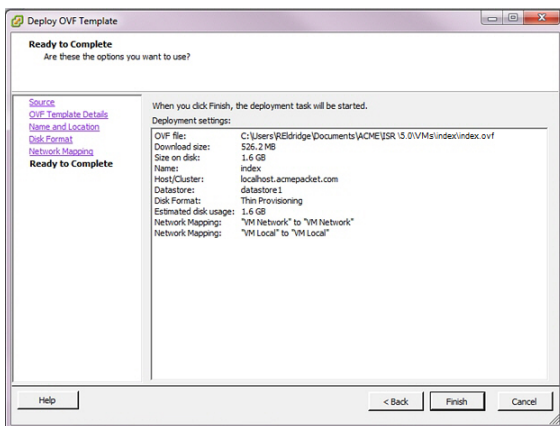 Deploy OVF Template
Ready to Complete
Are these the options you want to use?
Source
OVF Template Details
Name and Location
Disk Format
Network Mapping
Ready to Complete
When you click Finish, the deployment task will be started.
Deployment settings:
OVF file: C:\Users\REldridge\Documents\ACME\ISR \5.0\VMs\index\index.ovf
Download size: 526.2 MB
Size on disk: 1.6 GB
Name: index
Host/Cluster: localhost.acmepacket.com
Datastore: datastore1
Disk Format: Thin Provisioning
Estimated disk usage: 1.6 GB
Network Mapping: "VM Network" to "VM Network"
Network Mapping: "VM Local" to "VM Local"
Help
< Back
Finish
Cancel